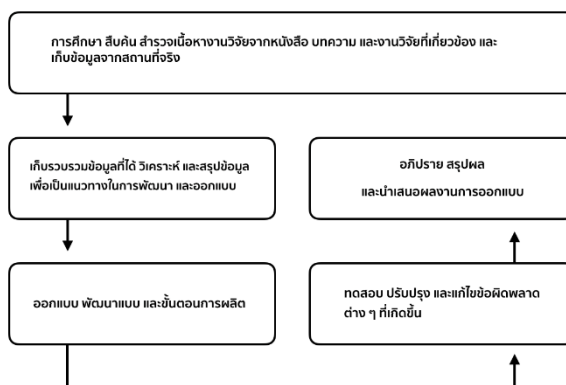 การศึกษา สืบค้น สำรวจเนื้อหางานวิจัยจากหนังสือ บทความ และงานวิจัยที่เกี่ยวข้อง และ
เก็บข้อมูลจากสถานที่จริง
เก็บรวบรวมข้อมูลที่ได้ วิเคราะห์ และสรุปข้อมูล
เพื่อเป็นแนวทางในการพัฒนา และออกแบบ
ออกแบบ พัฒนาแบบ และขั้นตอนการผลิต
ทดสอบ ปรับปรุง และแก้ไขข้อผิดพลาด
ต่าง ๆ ที่เกิดขึ้น
อภิปราย สรุปผล
และนำเสนอผลงานการออกแบบ